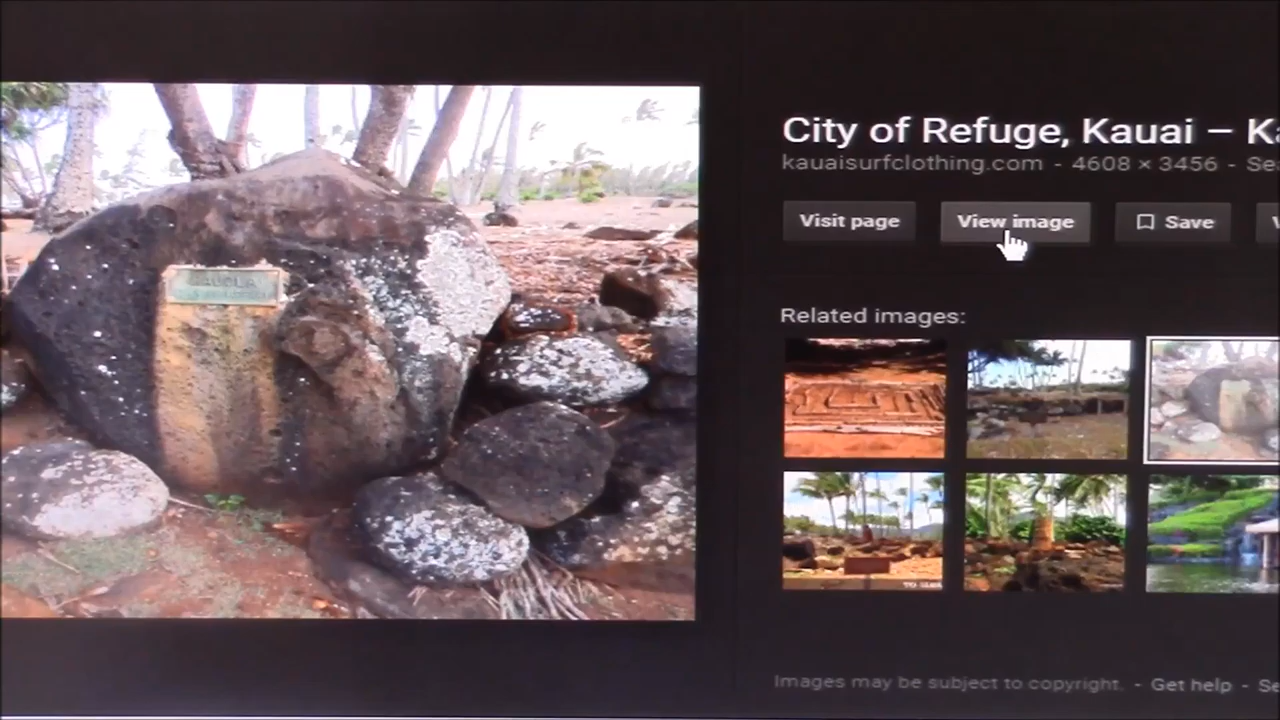 City of Refuge, Kauai – Ka
kauaisurfclothing.com - 4608 × 3456 - Se
Visit page
View image
Save
Related images:
Images may be subject to copyright. - Get help - Se